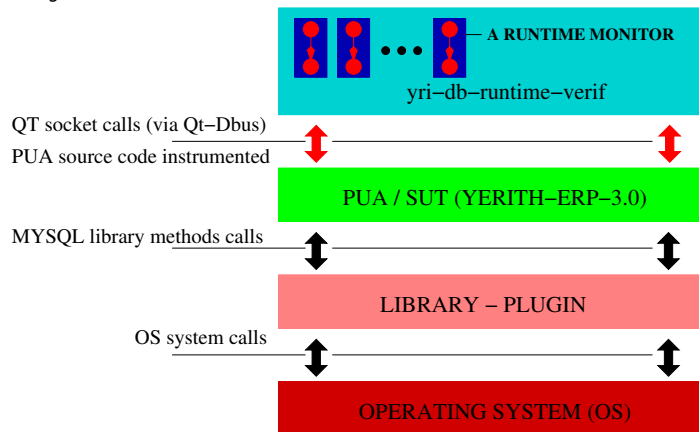 A RUNTIME MONITOR
yri−db−runtime−verif
QT socket calls (via Qt−Dbus)
PUA source code instrumented
PUA / SUT (YERITH−ERP−3.0)
MYSQL library methods calls
LIBRARY − PLUGIN
OS system calls
OPERATING SYSTEM (OS)